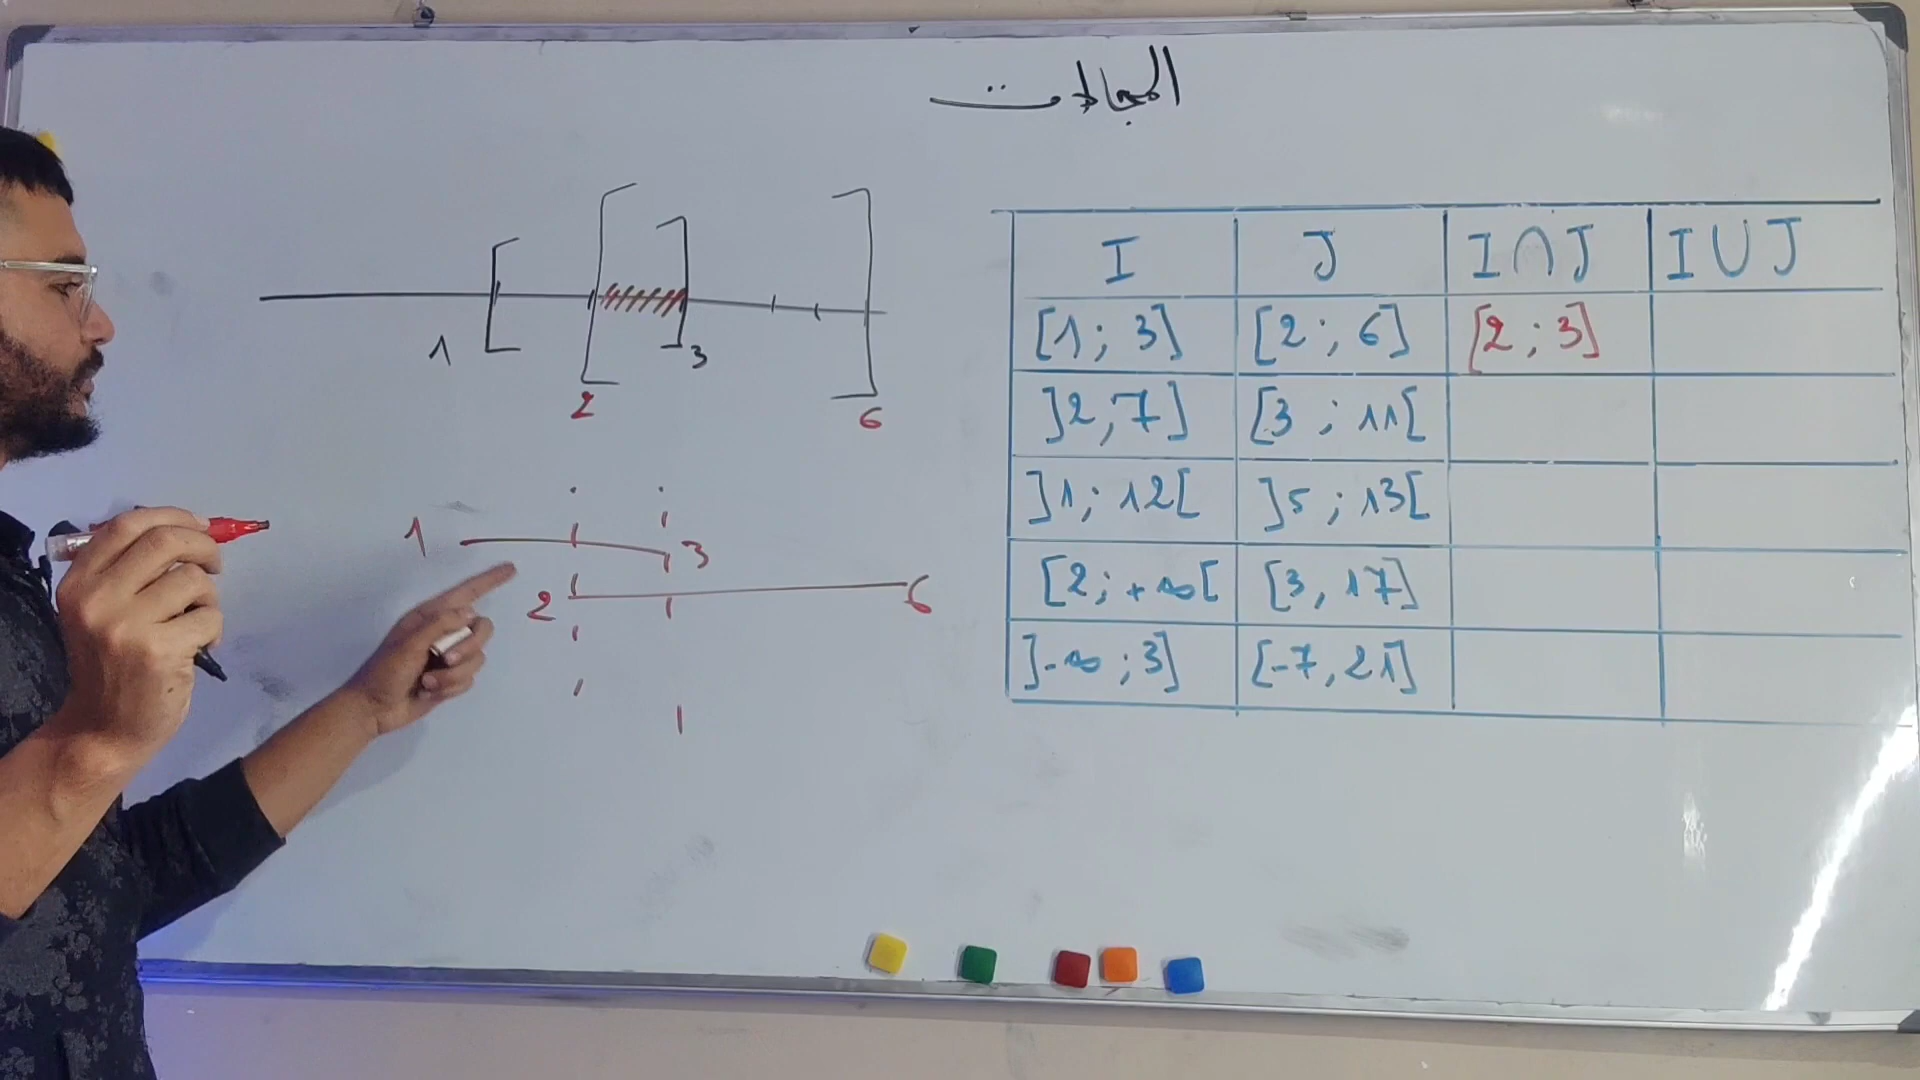 المجالات
1 3
2 6
1 3
2 6
I J I ∩ J I ∪ J
[1 ; 3] [2 ; 6] [2 ; 3]
]2 , 7] [3 ; 11[
]1 ; 12[ ]5 ; 13[
[2 ; +∞[ [3 , 17]
]-∞ ; 3] [-7 , 21]